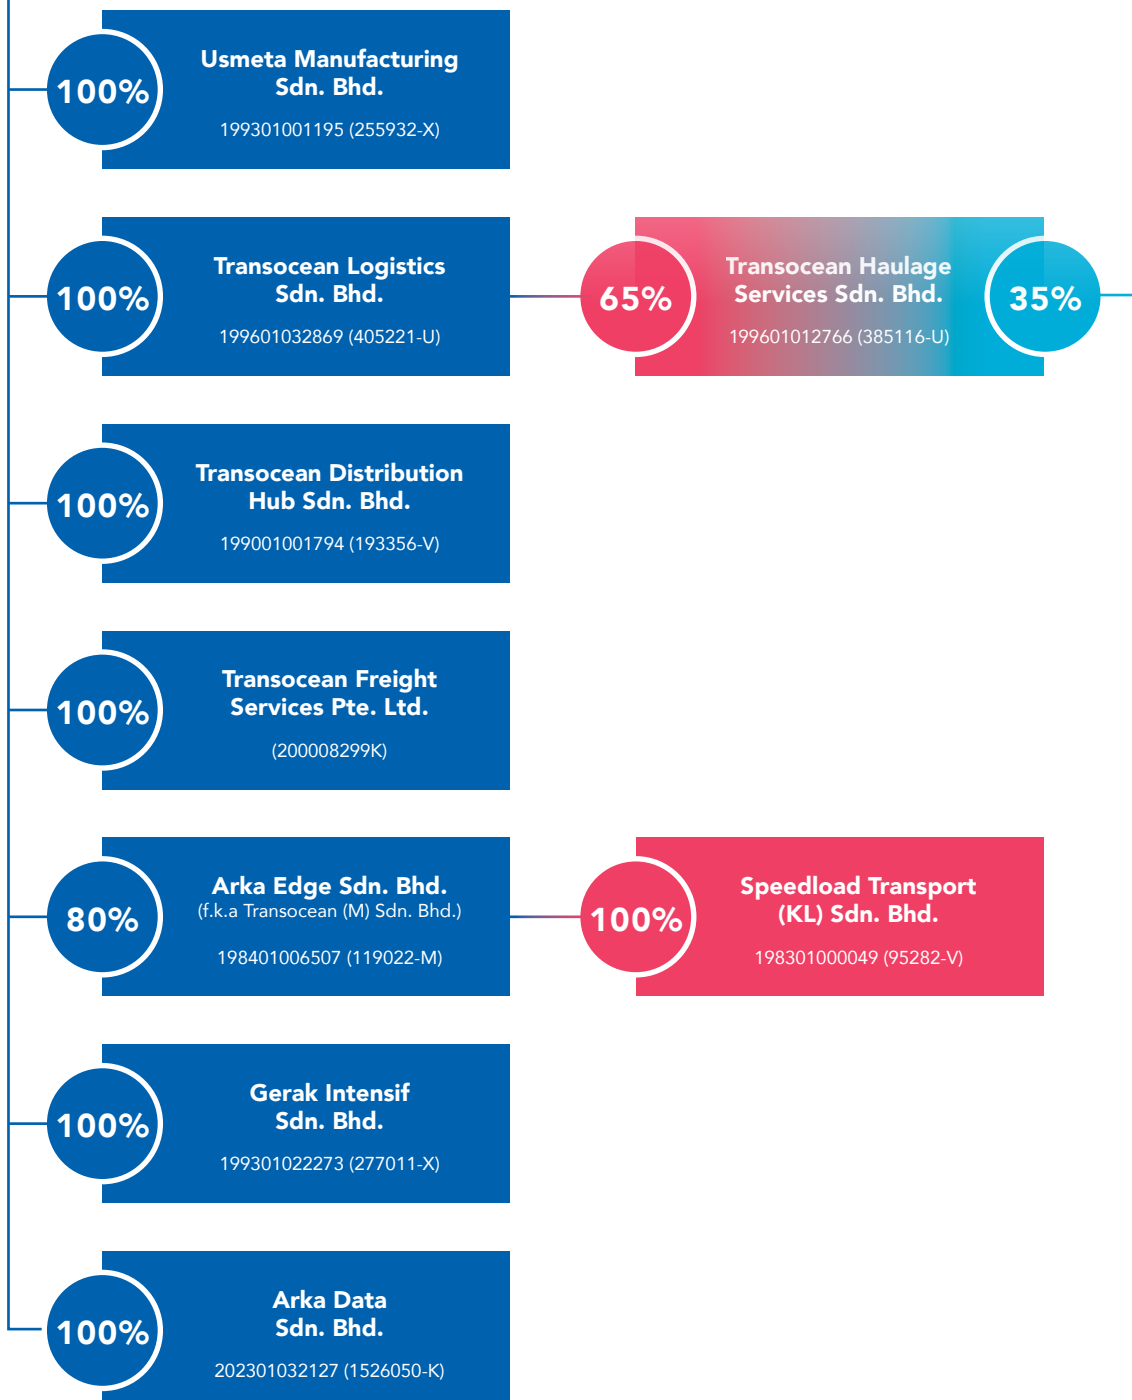 100%
Usmeta Manufacturing
Sdn. Bhd.
199301001195 (255932-X)
100%
Transocean Logistics
Sdn. Bhd.
199601032869 (405221-U)
65%
Transocean Haulage
Services Sdn. Bhd.
199601012766 (385116-U)
35%
100%
Transocean Distribution
Hub Sdn. Bhd.
199001001794 (193356-V)
100%
Transocean Freight
Services Pte. Ltd.
(200008299K)
80%
Arka Edge Sdn. Bhd.
(f.k.a Transocean (M) Sdn. Bhd.)
198401006507 (119022-M)
100%
Speedload Transport
(KL) Sdn. Bhd.
198301000049 (95282-V)
100%
Gerak Intensif
Sdn. Bhd.
199301022273 (277011-X)
100%
Arka Data
Sdn. Bhd.
202301032127 (1526050-K)